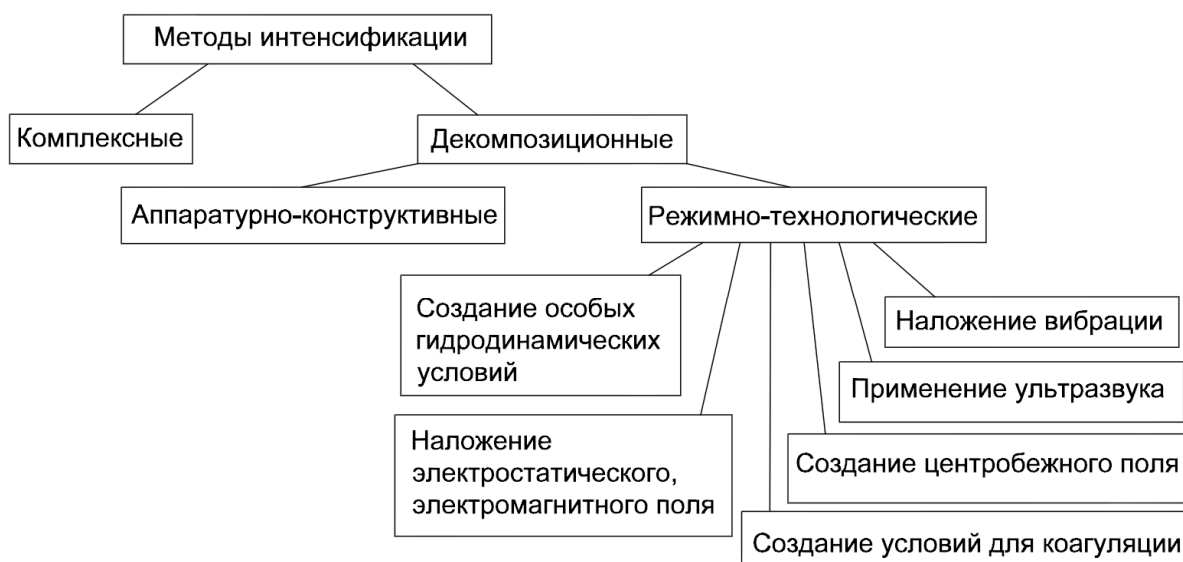 Методы интенсификации
Комплексные
Декомпозиционные
Аппаратурно-конструктивные
Режимно-технологические
Создание особых
гидродинамических
условий
Наложение вибрации
Применение ультразвука
Наложение
электростатического,
электромагнитного поля
Создание центробежного поля
Создание условий для коагуляции